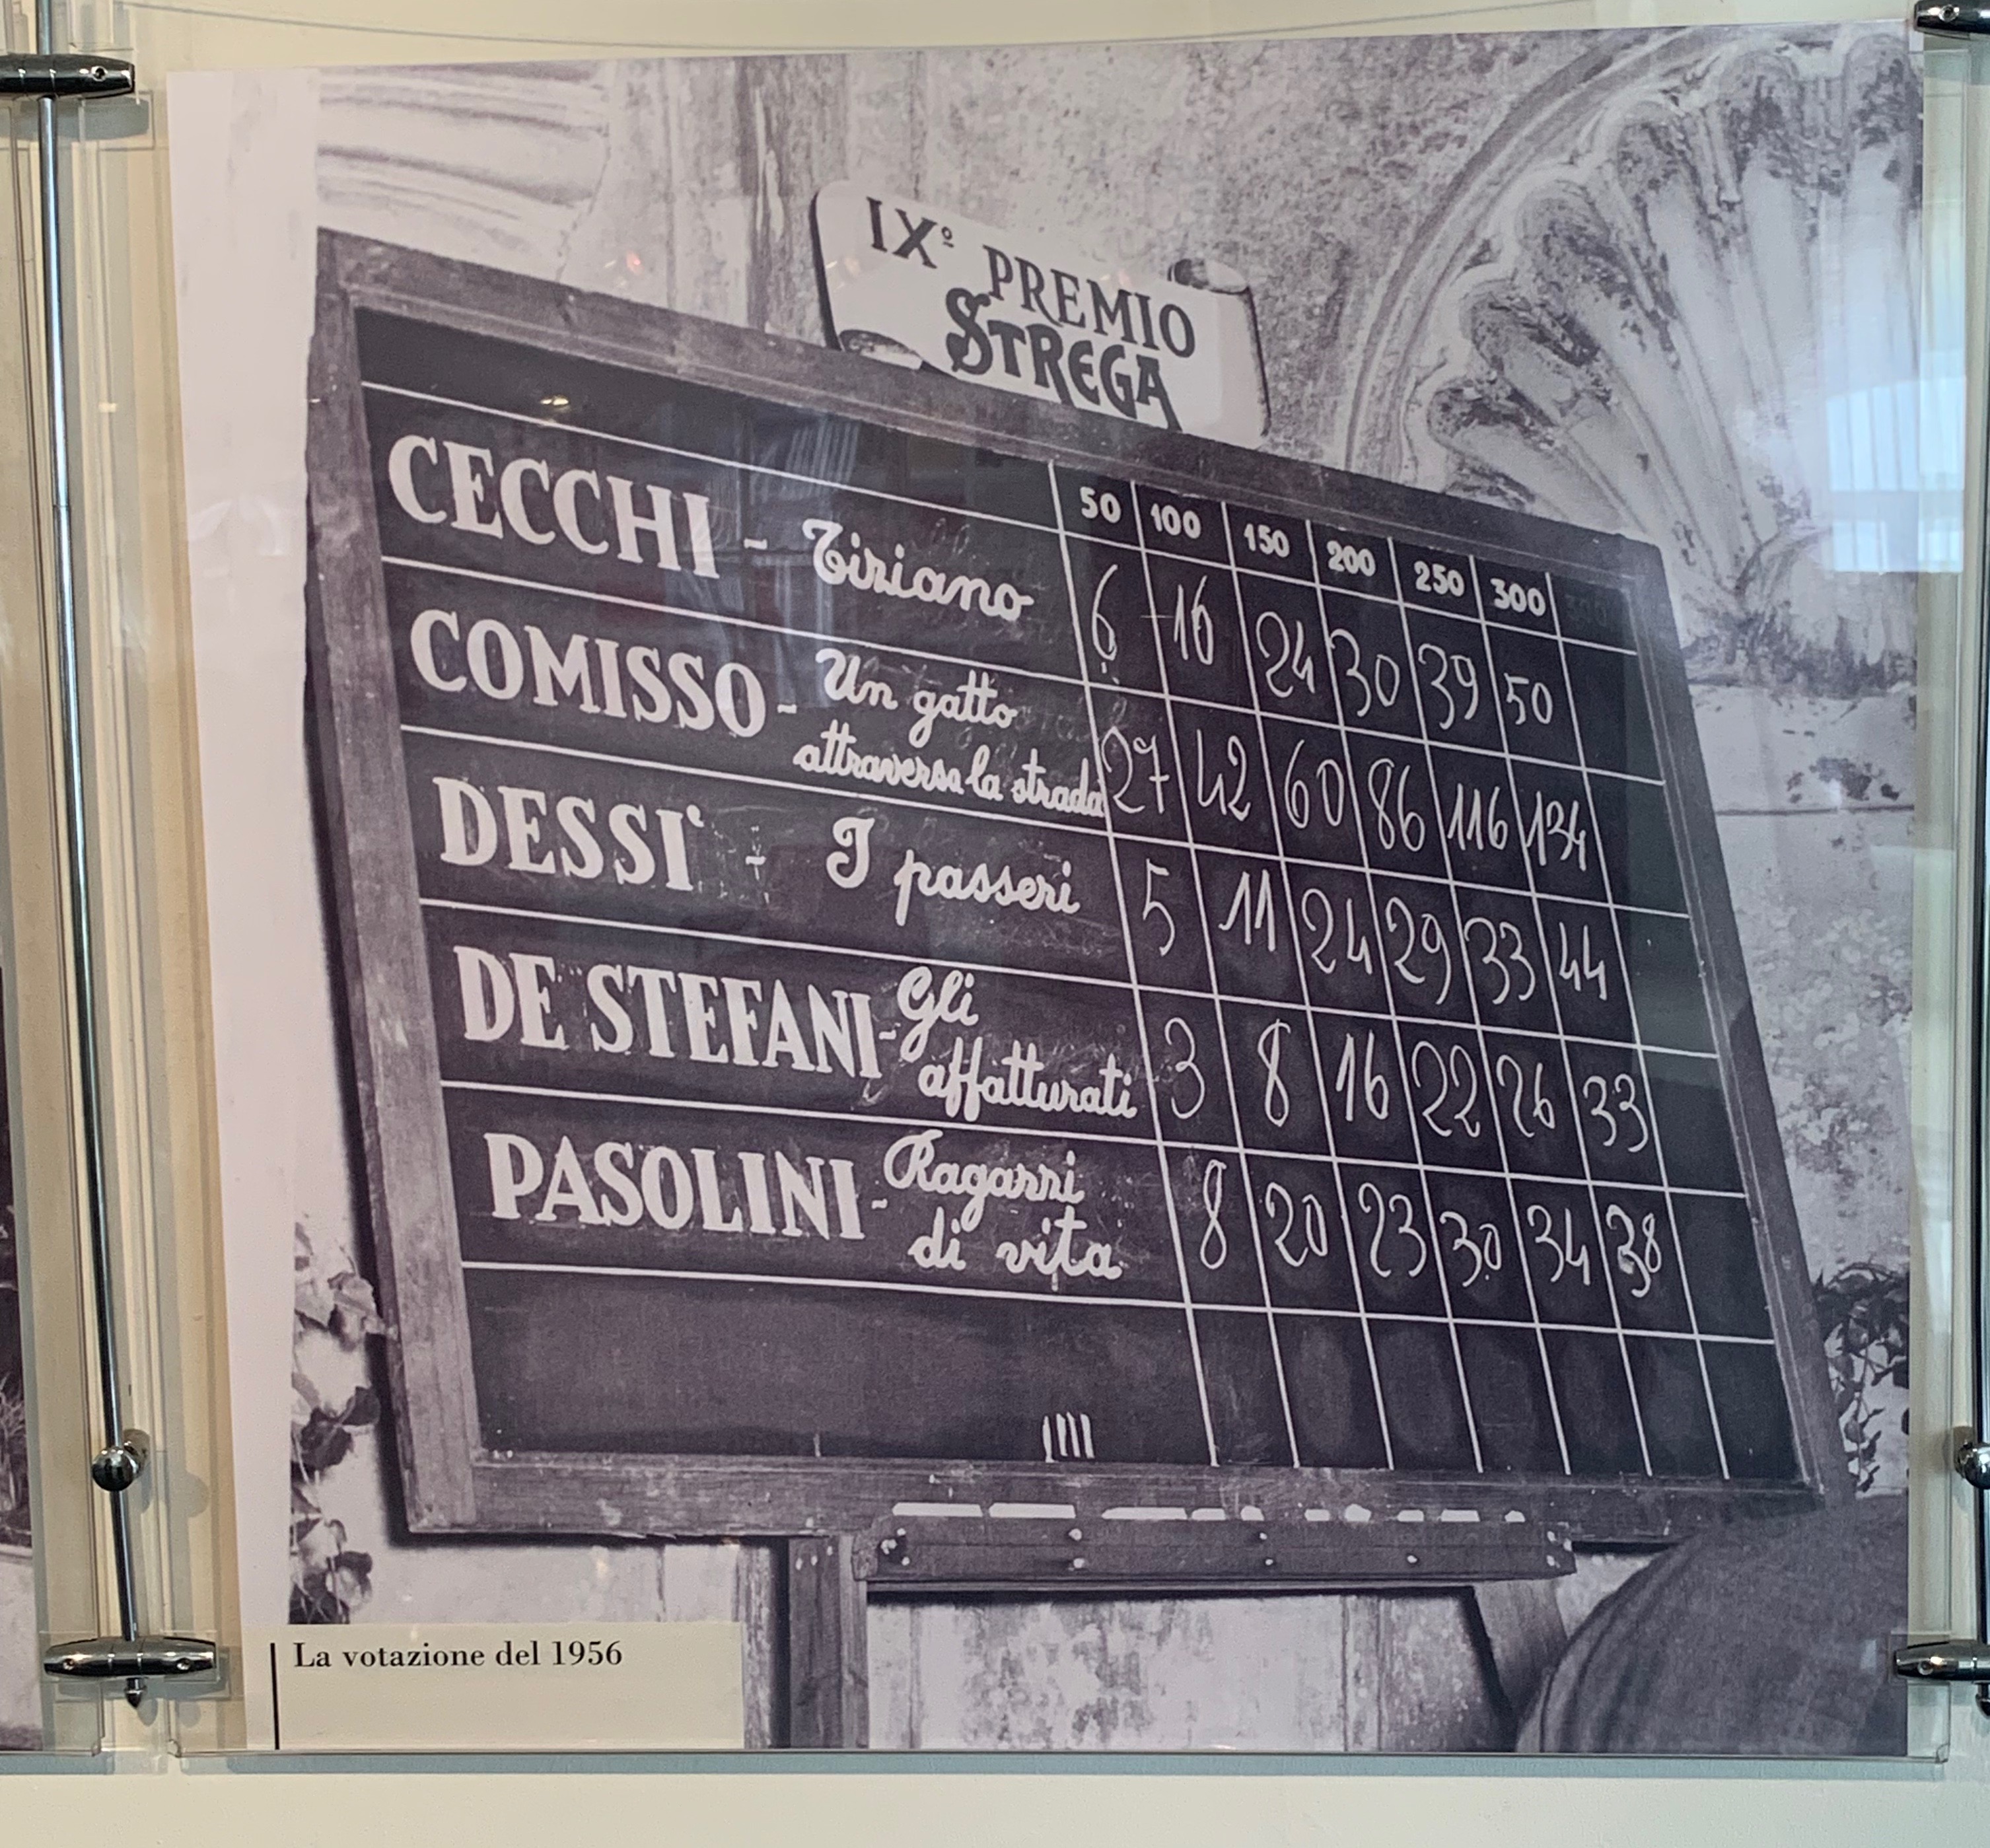 IXº PREMIO
STREGA
50 100 150 200 250 300
CECCHI - Tiriano 6 16 24 30 39 50
COMISSO - Un gatto
attraversa la strada 27 42 60 86 116 134
DESSI' - I passeri 5 11 24 29 33 44
DE STEFANI - Gli
affatturati 3 8 16 22 26 33
PASOLINI - Ragazzi
di vita 8 20 23 30 34 38
La votazione del 1956